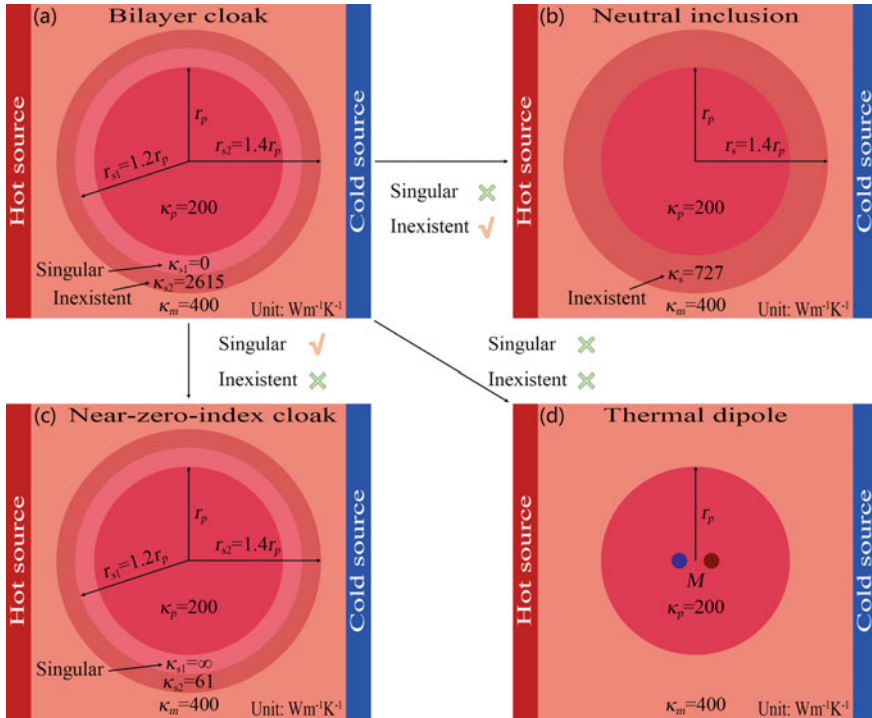 (a) Bilayer cloak
Hot source
Cold source
r_p
r_s1=1.2r_p
r_s2=1.4r_p
κ_p=200
Singular
κ_s1=0
Inexistent
κ_s2=2615
κ_m=400
Unit: Wm⁻¹K⁻¹
Singular ×
Inexistent √
(b) Neutral inclusion
Hot source
Cold source
r_p
r_s=1.4r_p
κ_p=200
κ_s=727
Inexistent
κ_m=400
Unit: Wm⁻¹K⁻¹
Singular √
Inexistent ×
Singular ×
Inexistent ×
(c) Near-zero-index cloak
Hot source
Cold source
r_p
r_s1=1.2r_p
r_s2=1.4r_p
κ_p=200
Singular
κ_s1=∞
κ_s2=61
κ_m=400
Unit: Wm⁻¹K⁻¹
(d) Thermal dipole
Hot source
Cold source
r_p
M
κ_p=200
κ_m=400
Unit: Wm⁻¹K⁻¹